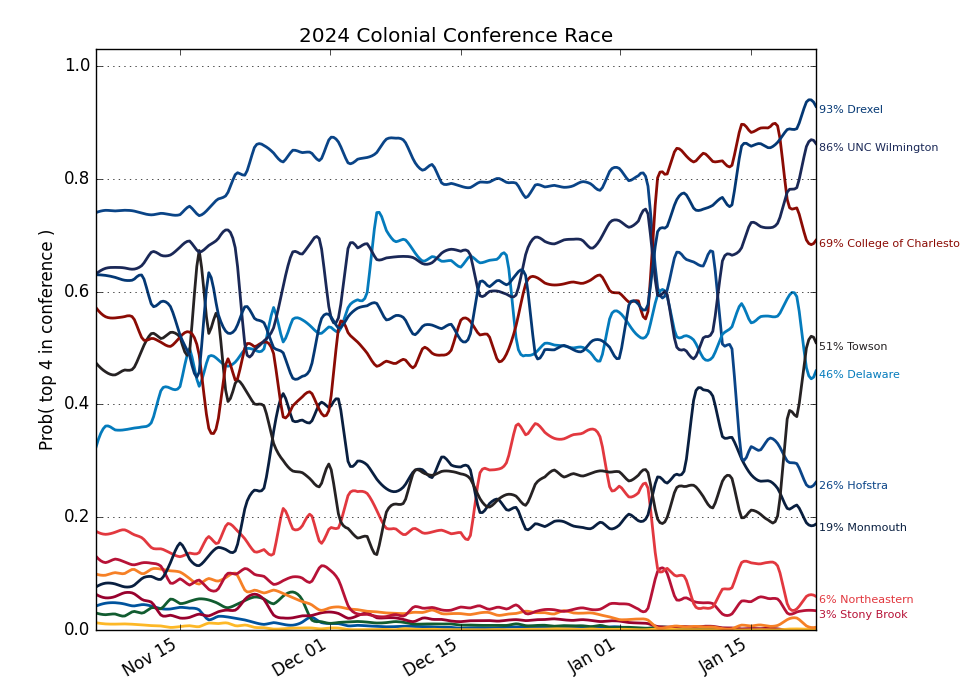 2024 Colonial Conference Race
Prob( top 4 in conference )
1.0
0.8
0.6
0.4
0.2
0.0
Nov 15
Dec 01
Dec 15
Jan 01
Jan 15
93% Drexel
86% UNC Wilmington
69% College of Charlesto
51% Towson
46% Delaware
26% Hofstra
19% Monmouth
6% Northeastern
3% Stony Brook